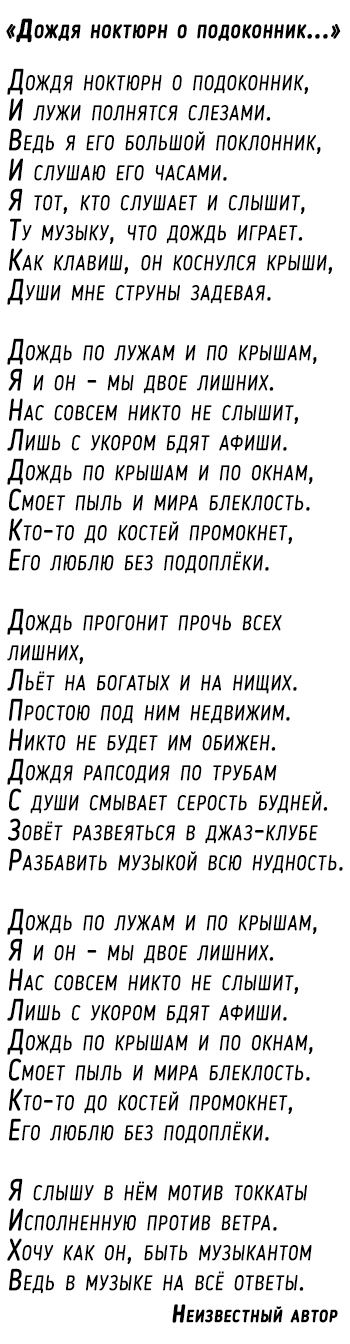 «Дождя ноктюрн о подоконник...»
Дождя ноктюрн о подоконник,
И лужи полнятся слезами.
Ведь я его большой поклонник,
И слушаю его часами.
Я тот, кто слушает и слышит,
Ту музыку, что дождь играет.
Как клавиш, он коснулся крыши,
Души мне струны задевая.
Дождь по лужам и по крышам,
Я и он - мы двое лишних.
Нас совсем никто не слышит,
Лишь с укором бдят афиши.
Дождь по крышам и по окнам,
Смоет пыль и мира блеклость.
Кто-то до костей промокнет,
Его люблю без подоплёки.
Дождь прогонит прочь всех
лишних,
Льёт на богатых и на нищих.
Простою под ним недвижим.
Никто не будет им обижен.
Дождя рапсодия по трубам
С души смывает серость будней.
Зовёт развеяться в джаз-клубе
Разбавить музыкой всю нудность.
Дождь по лужам и по крышам,
Я и он - мы двое лишних.
Нас совсем никто не слышит,
Лишь с укором бдят афиши.
Дождь по крышам и по окнам,
Смоет пыль и мира блеклость.
Кто-то до костей промокнет,
Его люблю без подоплёки.
Я слышу в нём мотив токкаты
Исполненную против ветра.
Хочу как он, быть музыкантом
Ведь в музыке на всё ответы.
Неизвестный автор